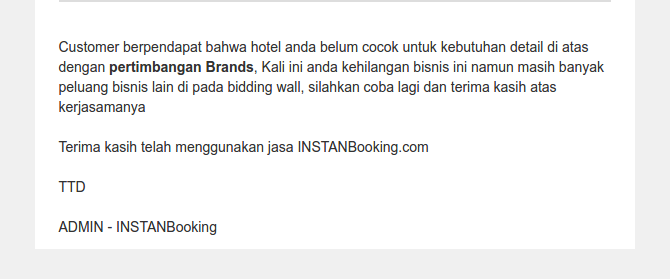 Customer berpendapat bahwa hotel anda belum cocok untuk kebutuhan detail di atas
dengan pertimbangan Brands, Kali ini anda kehilangan bisnis ini namun masih banyak
peluang bisnis lain di pada bidding wall, silahkan coba lagi dan terima kasih atas
kerjasamanya
Terima kasih telah menggunakan jasa INSTANBooking.com
TTD
ADMIN - INSTANBooking